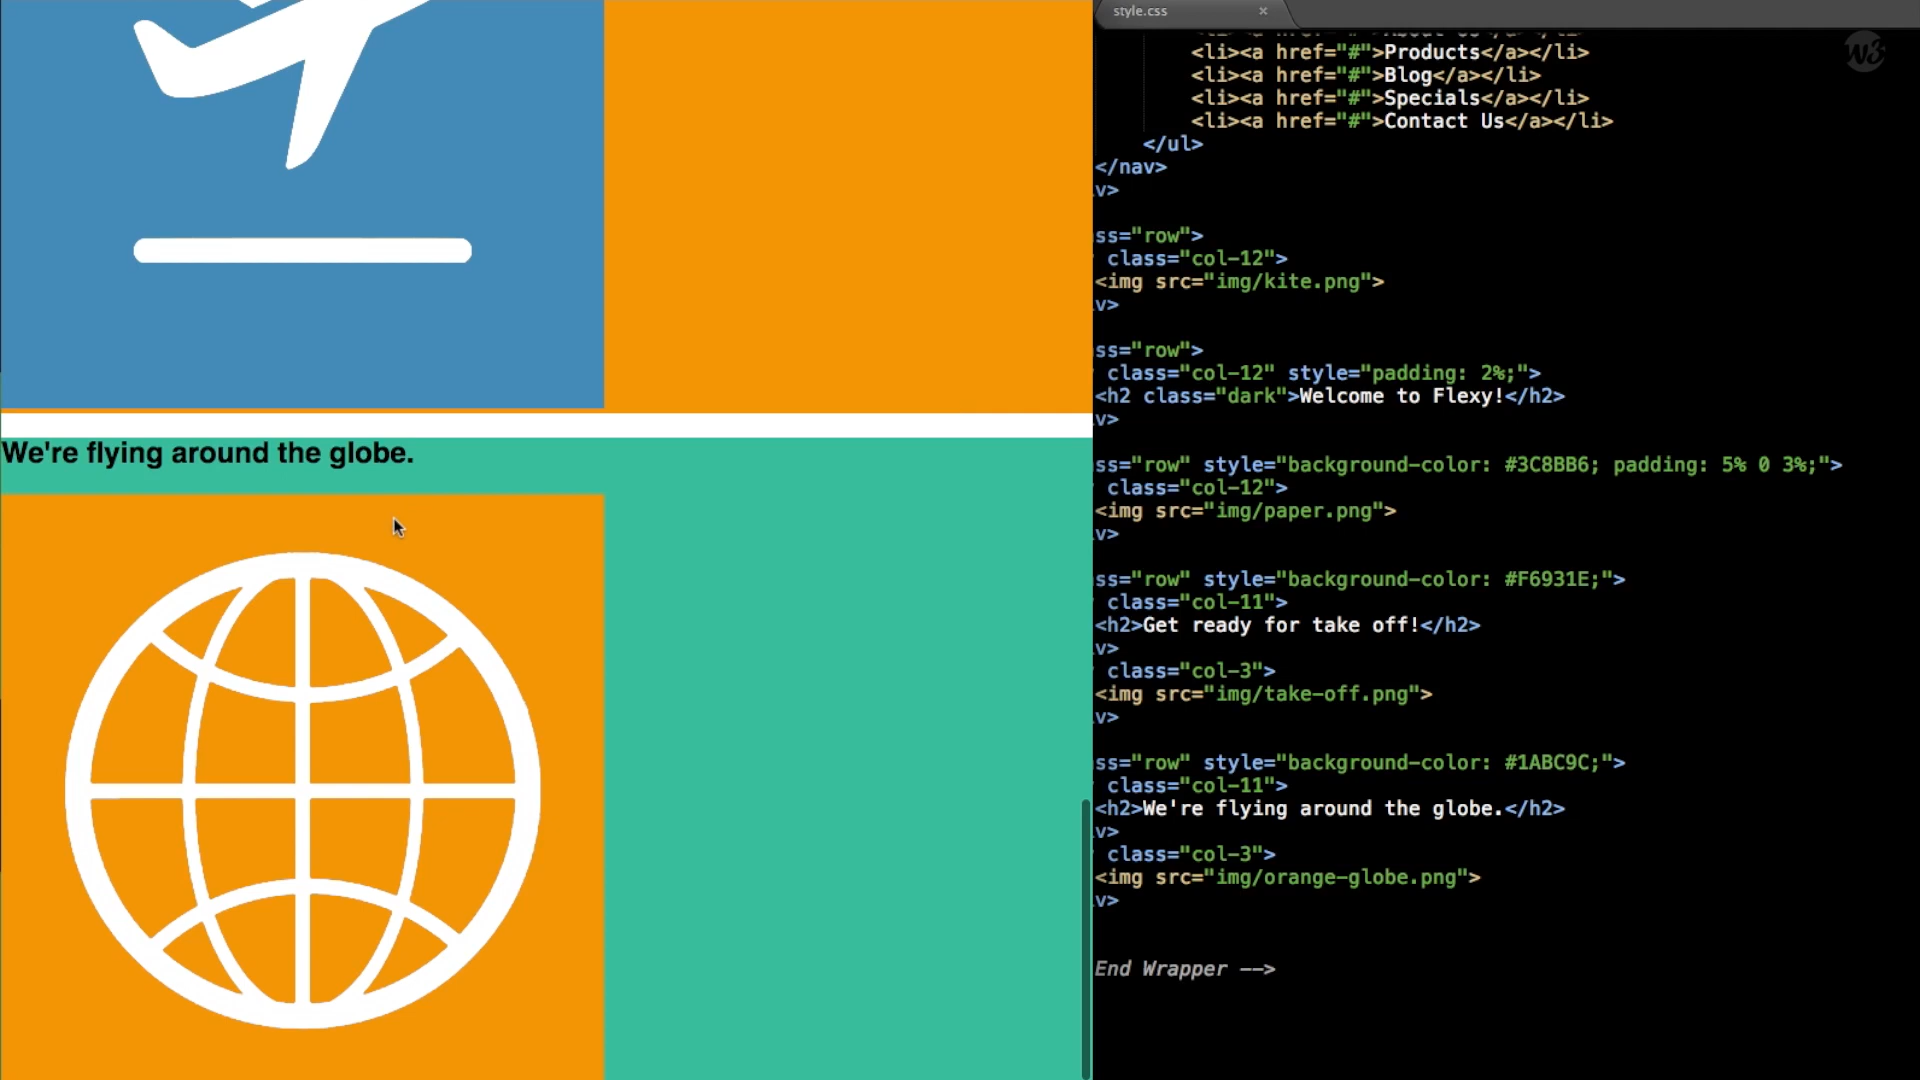 We're flying around the globe.
style.css ×
<li><a href="#">About Us</a></li>
<li><a href="#">Products</a></li>
<li><a href="#">Blog</a></li>
<li><a href="#">Specials</a></li>
<li><a href="#">Contact Us</a></li>
</ul>
</nav>
v>
ss="row">
class="col-12">
<img src="img/kite.png">
v>
ss="row">
class="col-12" style="padding: 2%;">
<h2 class="dark">Welcome to Flexy!</h2>
v>
ss="row" style="background-color: #3C8BB6; padding: 5% 0 3%;">
class="col-12">
<img src="img/paper.png">
v>
ss="row" style="background-color: #F6931E;">
class="col-11">
<h2>Get ready for take off!</h2>
v>
class="col-3">
<img src="img/take-off.png">
v>
ss="row" style="background-color: #1ABC9C;">
class="col-11">
<h2>We're flying around the globe.</h2>
v>
class="col-3">
<img src="img/orange-globe.png">
v>
End Wrapper -->
W3